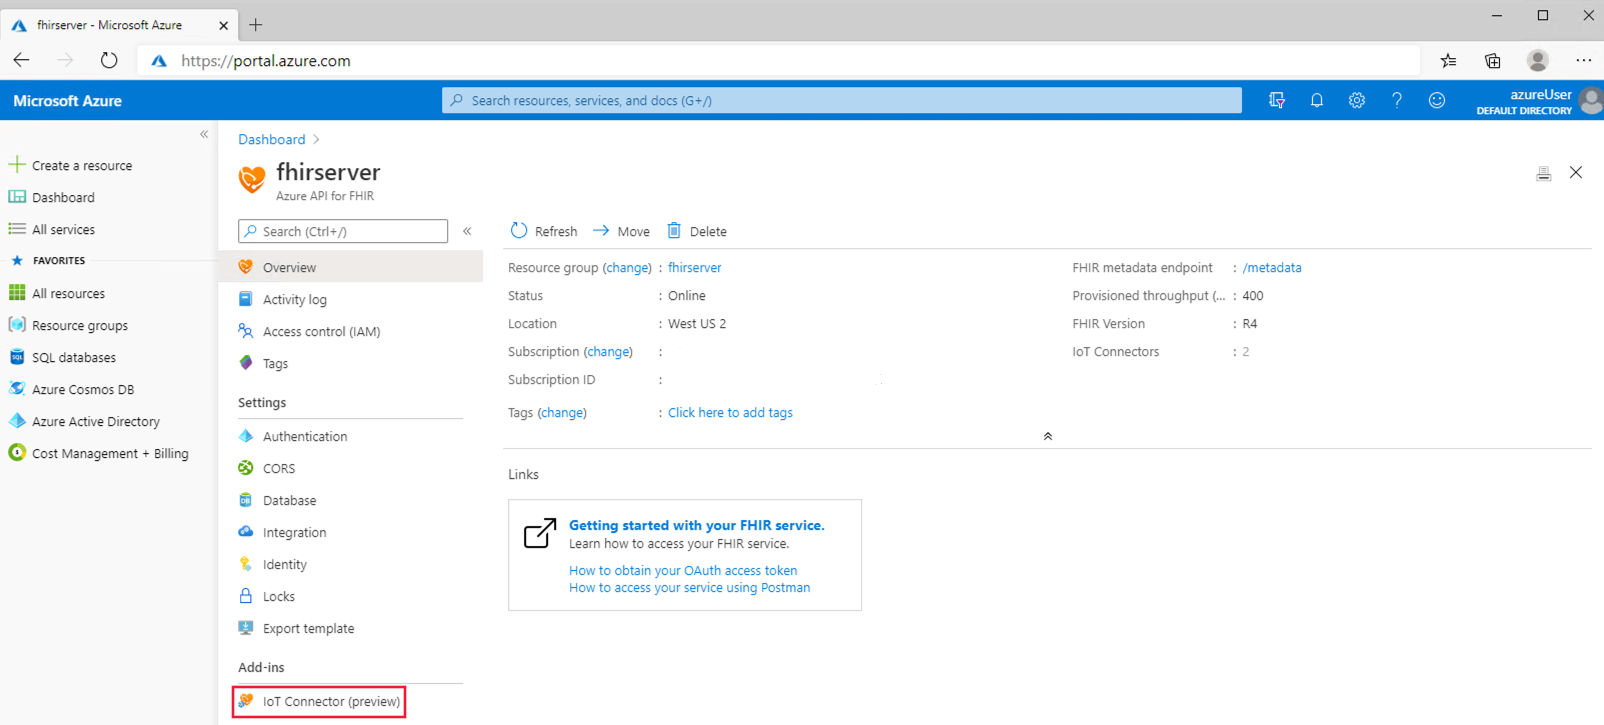 fhirserver - Microsoft Azure
https://portal.azure.com
Microsoft Azure
Search resources, services, and docs (G+/)
azureUser
DEFAULT DIRECTORY
Create a resource
Dashboard
All services
FAVORITES
All resources
Resource groups
SQL databases
Azure Cosmos DB
Azure Active Directory
Cost Management + Billing
Dashboard >
fhirserver
Azure API for FHIR
Search (Ctrl+/)
Overview
Activity log
Access control (IAM)
Tags
Settings
Authentication
CORS
Database
Integration
Identity
Locks
Export template
Add-ins
IoT Connector (preview)
Refresh
Move
Delete
Resource group (change) : fhirserver
Status : Online
Location : West US 2
Subscription (change) :
Subscription ID :
Tags (change) : Click here to add tags
FHIR metadata endpoint : /metadata
Provisioned throughput (... : 400
FHIR Version : R4
IoT Connectors : 2
Links
Getting started with your FHIR service.
Learn how to access your FHIR service.
How to obtain your OAuth access token
How to access your service using Postman